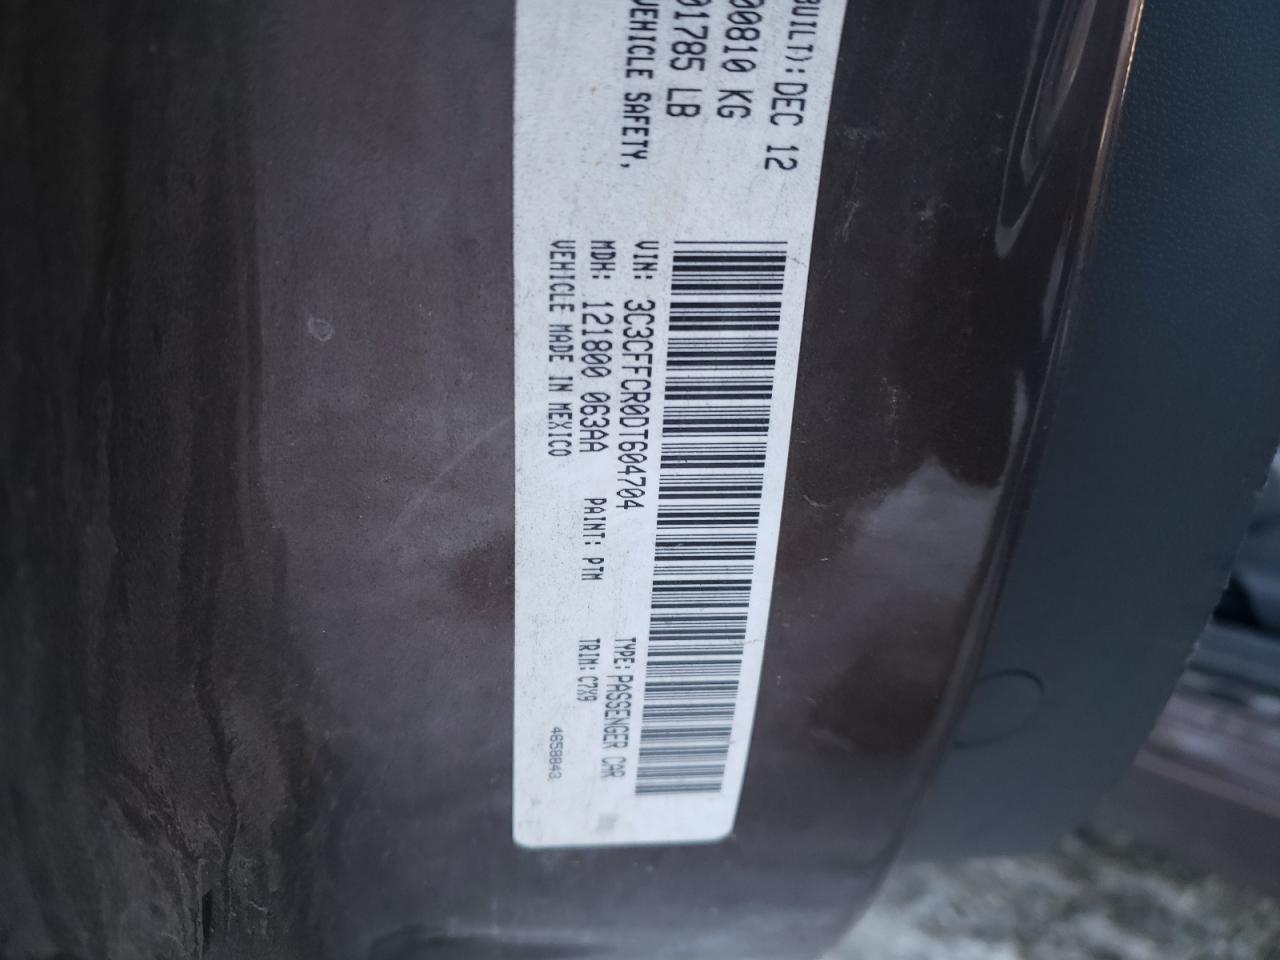 BUILT): DEC 12
00810 KG
01785 LB
VEHICLE SAFETY,
VIN: 3C3CFFCR0DT604704 TYPE: PASSENGER CAR
MDH: 121800 063AA PAINT: PTM TRIM: C7X9
VEHICLE MADE IN MEXICO
4658843